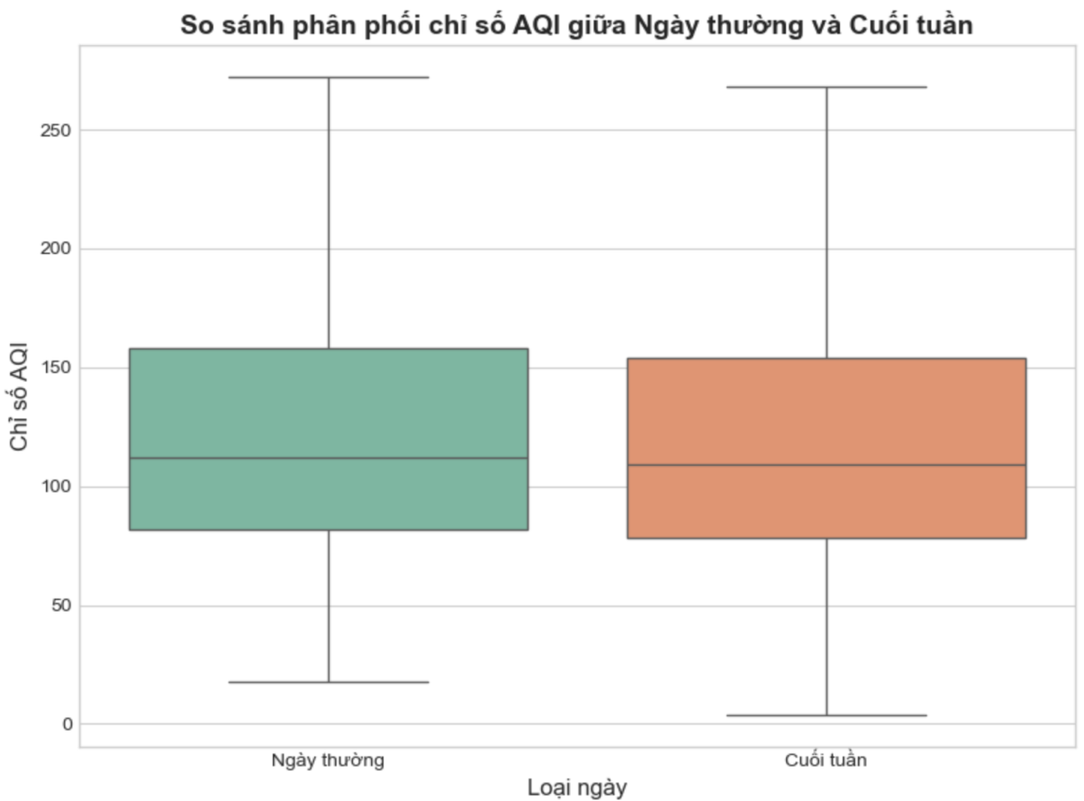 So sánh phân phối chỉ số AQI giữa Ngày thường và Cuối tuần
Chỉ số AQI
250
200
150
100
50
0
Ngày thường
Cuối tuần
Loại ngày